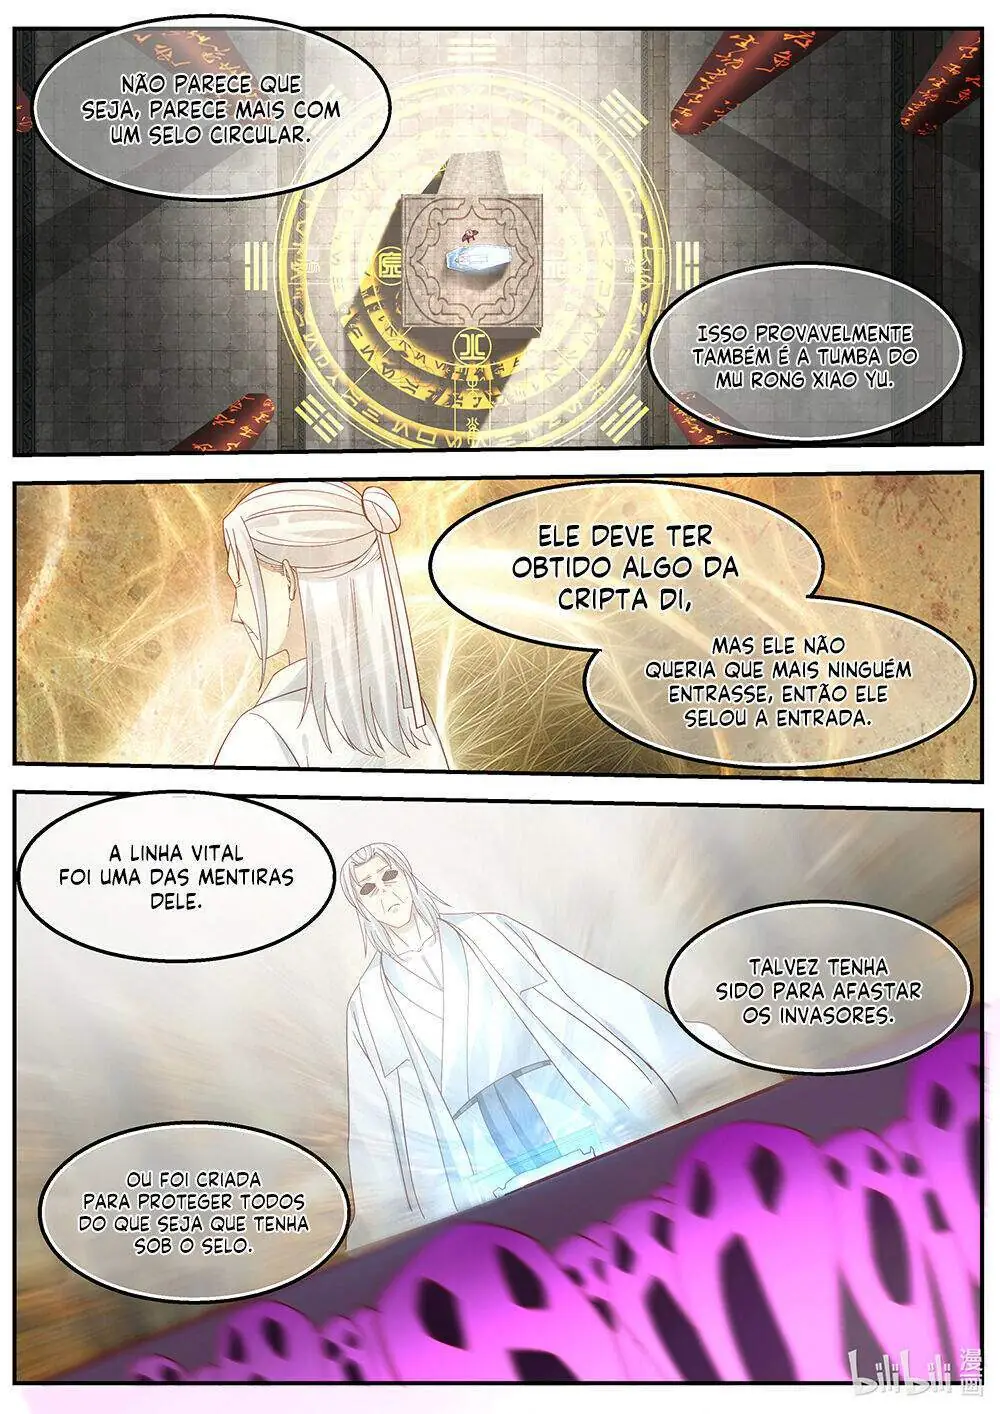 NÃO PARECE QUE
SEJA, PARECE MAIS COM
UM SELO CIRCULAR.
ISSO PROVAVELMENTE
TAMBÉM É A TUMBA DO
MU RONG XIAO YU.
ELE DEVE TER
OBTIDO ALGO DA
CRIPTA DI,
MAS ELE NÃO
QUERIA QUE MAIS NINGUÉM
ENTRASSE, ENTÃO ELE
SELOU A ENTRADA.
A LINHA VITAL
FOI UMA DAS MENTIRAS
DELE.
TALVEZ TENHA
SIDO PARA AFASTAR
OS INVASORES.
OU FOI CRIADA
PARA PROTEGER TODOS
DO QUE SEJA QUE TENHA
SOB O SELO.
bilibili 漫画